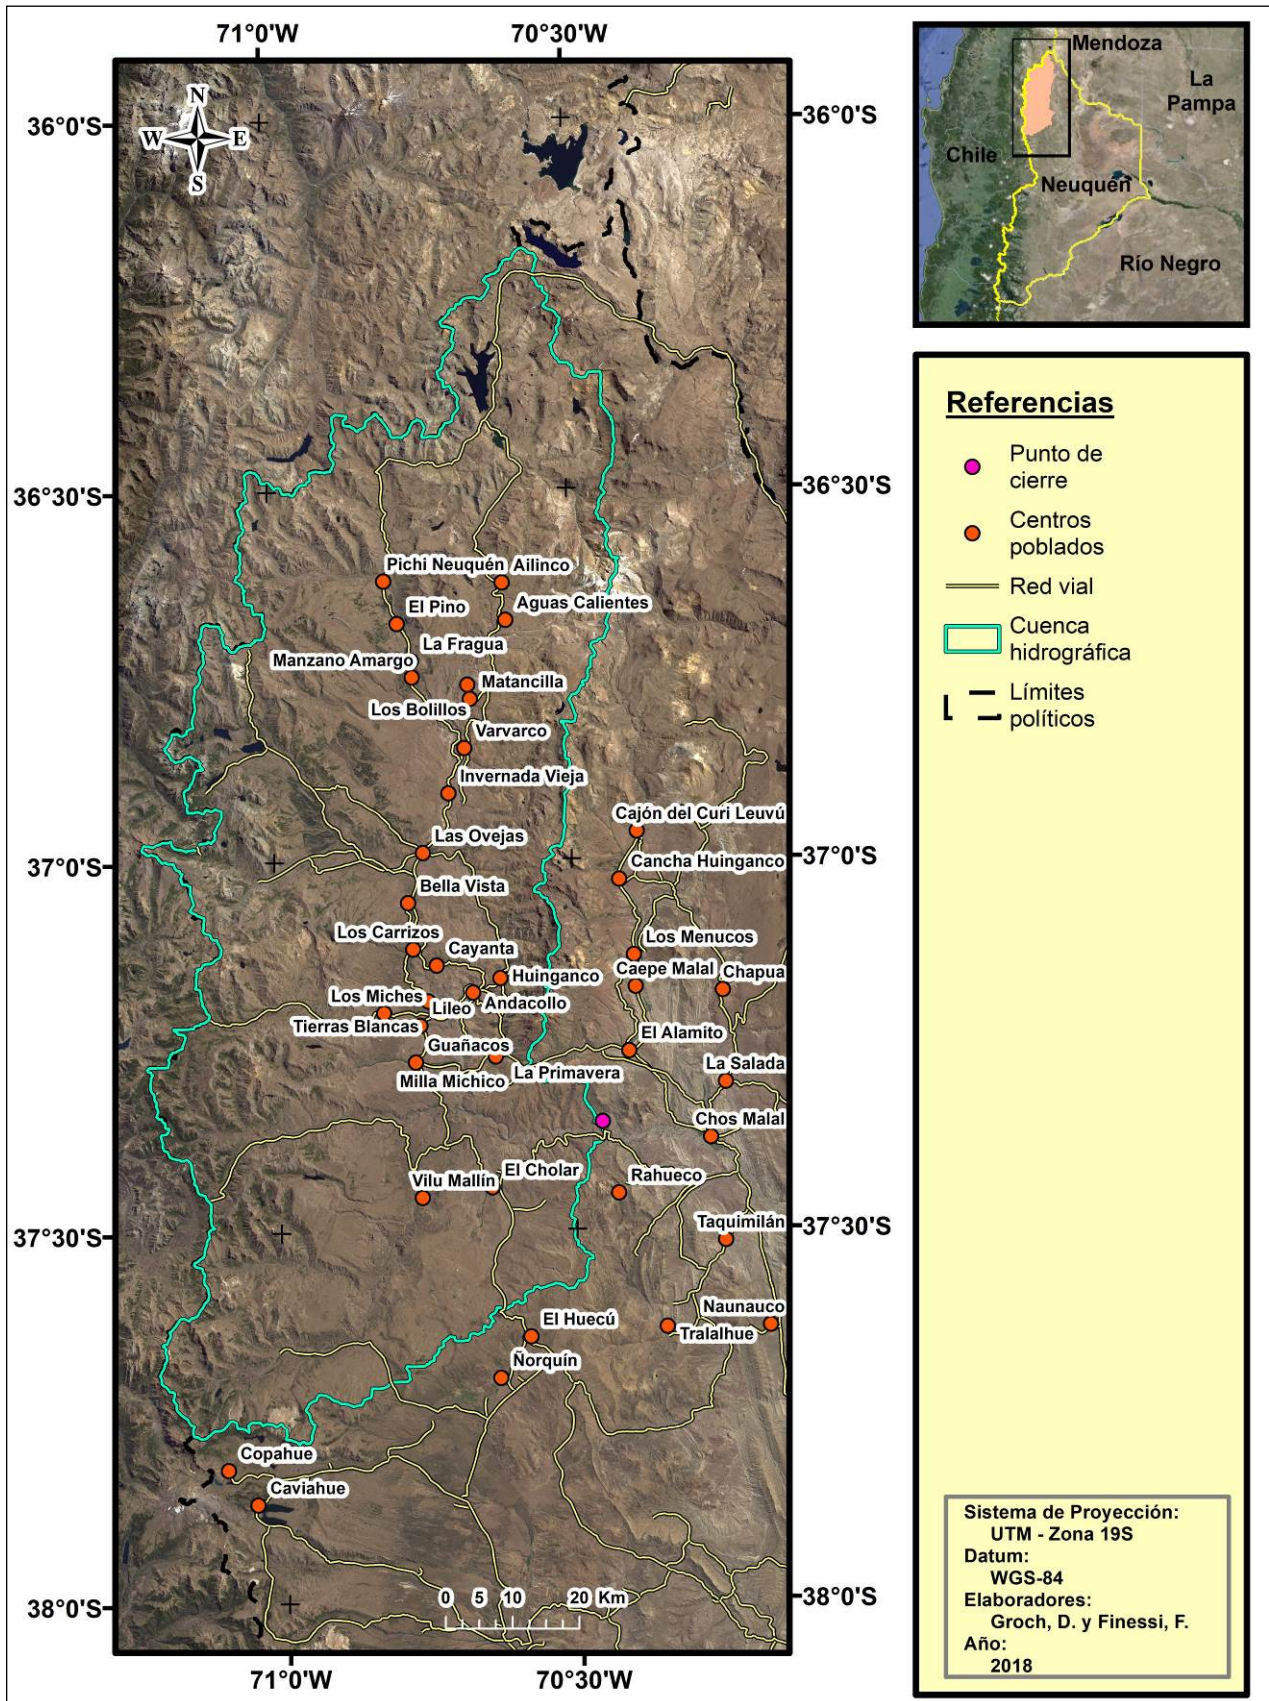 71°0'W
70°30'W
36°0'S
36°0'S
N
W
E
S
36°30'S
36°30'S
Pichi Neuquén
Ailinco
El Pino
Aguas Calientes
La Fragua
Manzano Amargo
Matancilla
Los Bolillos
Varvarco
Invernada Vieja
Cajón del Curi Leuvú
Las Ovejas
37°0'S
37°0'S
Cancha Huinganco
Bella Vista
Los Carrizos
Cayanta
Los Menucos
Huinganco
Caepe Malal
Chapua
Los Miches
Lileo
Andacollo
Tierras Blancas
El Alamito
Guañacos
La Primavera
La Salada
Milla Michico
Chos Malal
El Cholar
Vilu Mallín
Rahueco
Taquimilán
37°30'S
37°30'S
Naunauco
El Huecú
Tralalhue
Ñorquín
Copahue
Caviahue
0 5 10 20 Km
38°0'S
38°0'S
71°0'W
70°30'W
Mendoza
La
Pampa
Chile
Neuquén
Río Negro
Referencias
Punto de
cierre
Centros
poblados
Red vial
Cuenca
hidrográfica
Límites
políticos
Sistema de Proyección:
UTM - Zona 19S
Datum:
WGS-84
Elaboradores:
Groch, D. y Finessi, F.
Año:
2018